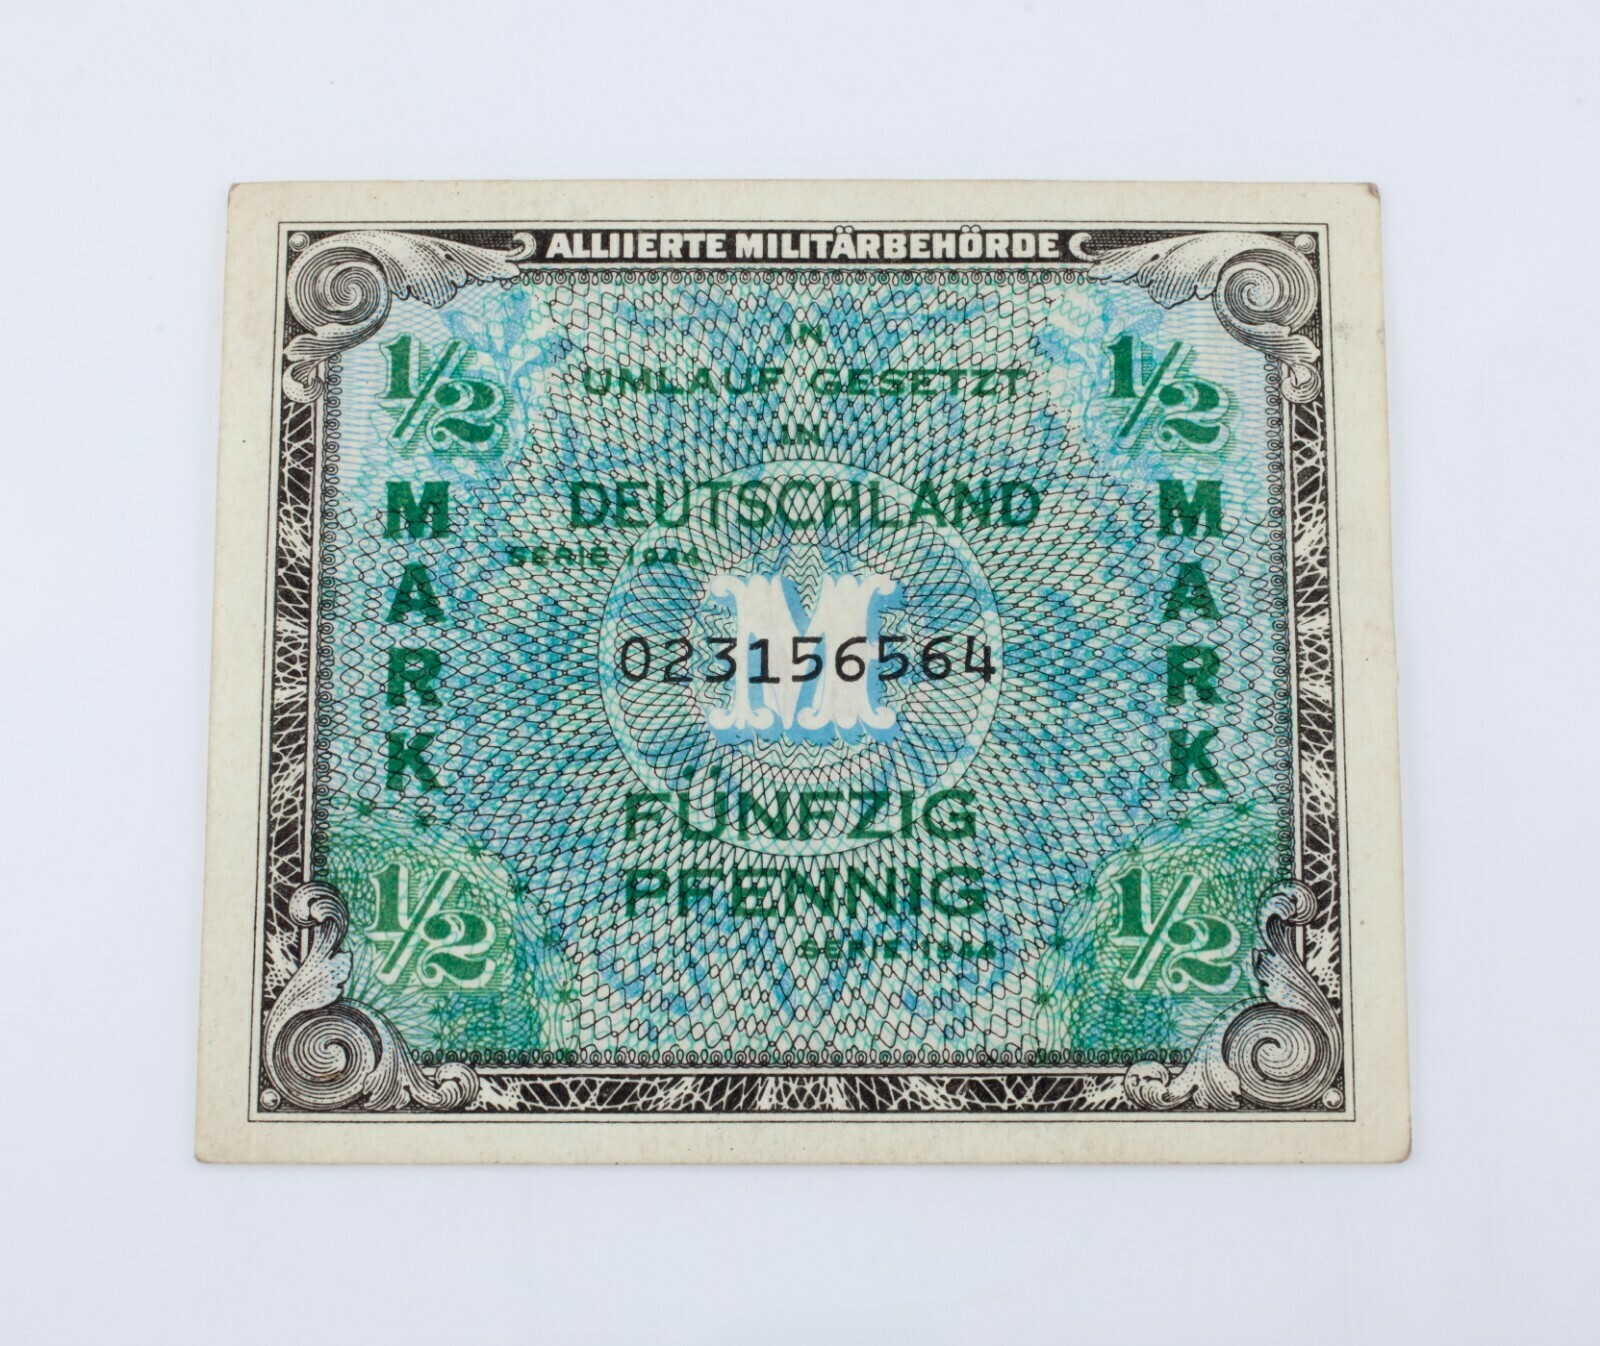 ALLIIERTE MILITÄRBEHÖRDE
IN
UMLAUF GESETZT
IN
DEUTSCHLAND
SERIE 1944
1/2
MARK
1/2
1/2
MARK
1/2
M
023156564
FÜNFZIG
PFENNIG
SERIE 1944